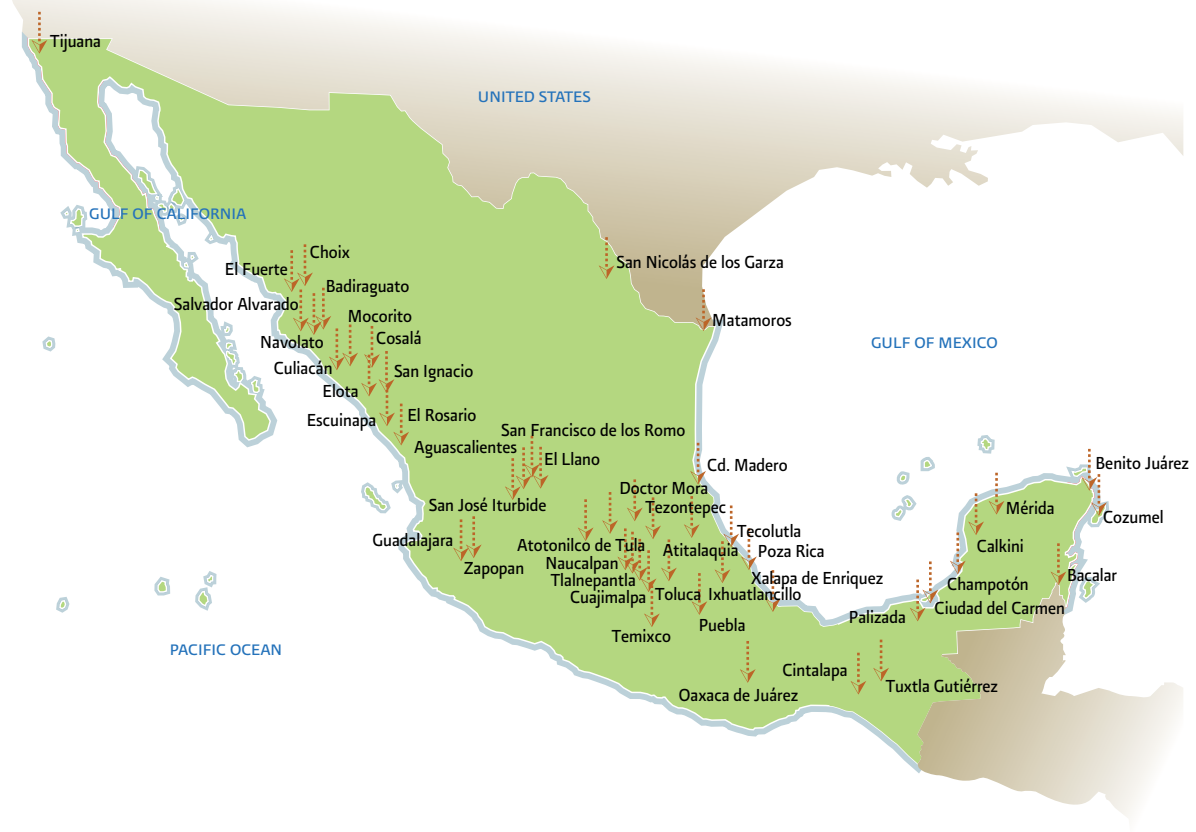 Tijuana
UNITED STATES
GULF OF CALIFORNIA
Choix
San Nicolás de los Garza
El Fuerte
Badiraguato
Salvador Alvarado
Mocorito
Matamoros
Navolato
Cosalá
GULF OF MEXICO
Culiacán
San Ignacio
Elota
El Rosario
Escuinapa
San Francisco de los Romo
Aguascalientes
El Llano
Cd. Madero
Benito Juárez
Doctor Mora
San José Iturbide
Tezontepec
Mérida
Cozumel
Tecolutla
Guadalajara
Atotonilco de Tula
Atitalaquia
Poza Rica
Calkini
Zapopan
Naucalpan
Tlalnepantla
Xalapa de Enriquez
Bacalar
Champotón
Cuajimalpa
Toluca
Ixhuatlancillo
Ciudad del Carmen
Palizada
Puebla
Temixco
PACIFIC OCEAN
Cintalapa
Tuxtla Gutiérrez
Oaxaca de Juárez